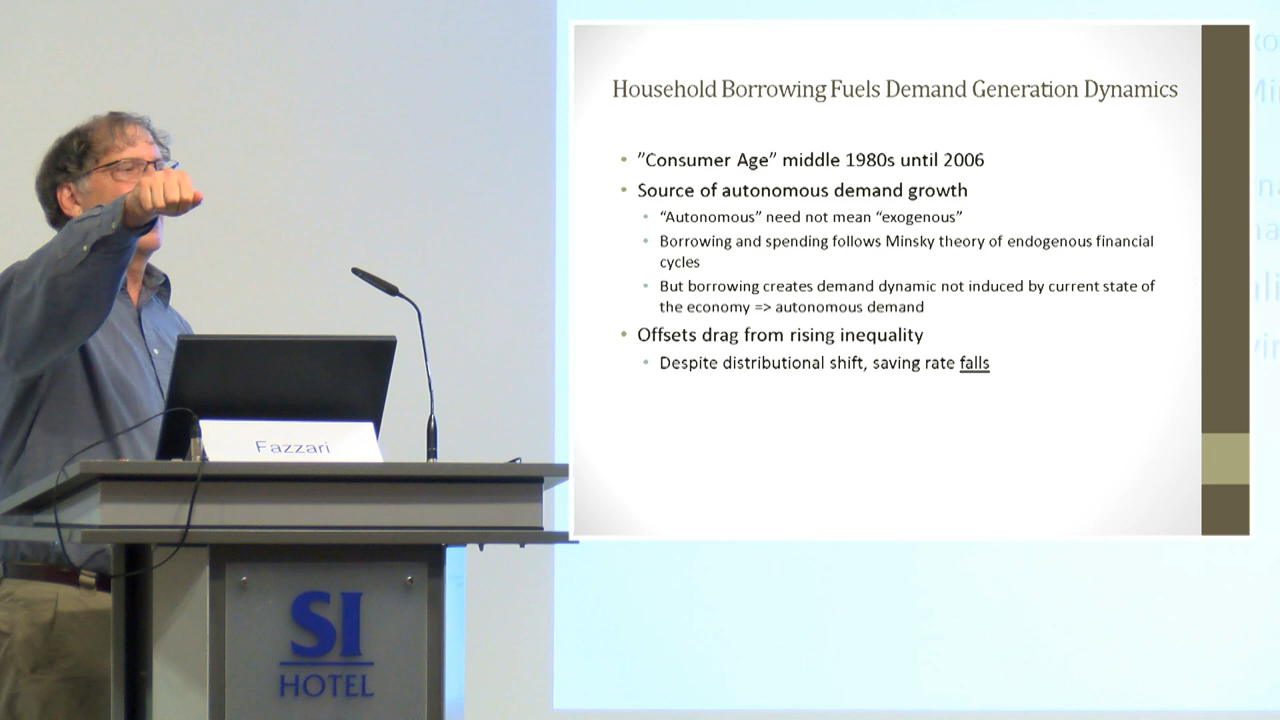 Household Borrowing Fuels Demand Generation Dynamics
”Consumer Age” middle 1980s until 2006
Source of autonomous demand growth
“Autonomous” need not mean “exogenous”
Borrowing and spending follows Minsky theory of endogenous financial
cycles
But borrowing creates demand dynamic not induced by current state of
the economy => autonomous demand
Offsets drag from rising inequality
Despite distributional shift, saving rate falls
Fazzari
SI
HOTEL